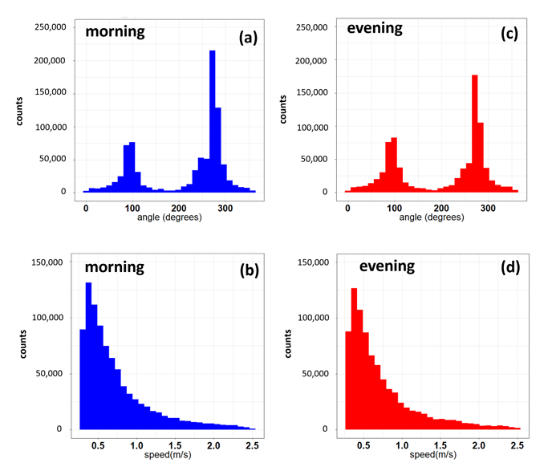 morning
(a)
250,000
200,000
150,000
100,000
50,000
0
counts
0 100 200 300
angle (degrees)
evening
(c)
250,000
200,000
150,000
100,000
50,000
0
counts
0 100 200 300
angle (degrees)
morning
(b)
150,000
100,000
50,000
0
counts
0.5 1.0 1.5 2.0 2.5
speed(m/s)
evening
(d)
150,000
100,000
50,000
0
counts
0.5 1.0 1.5 2.0 2.5
speed(m/s)